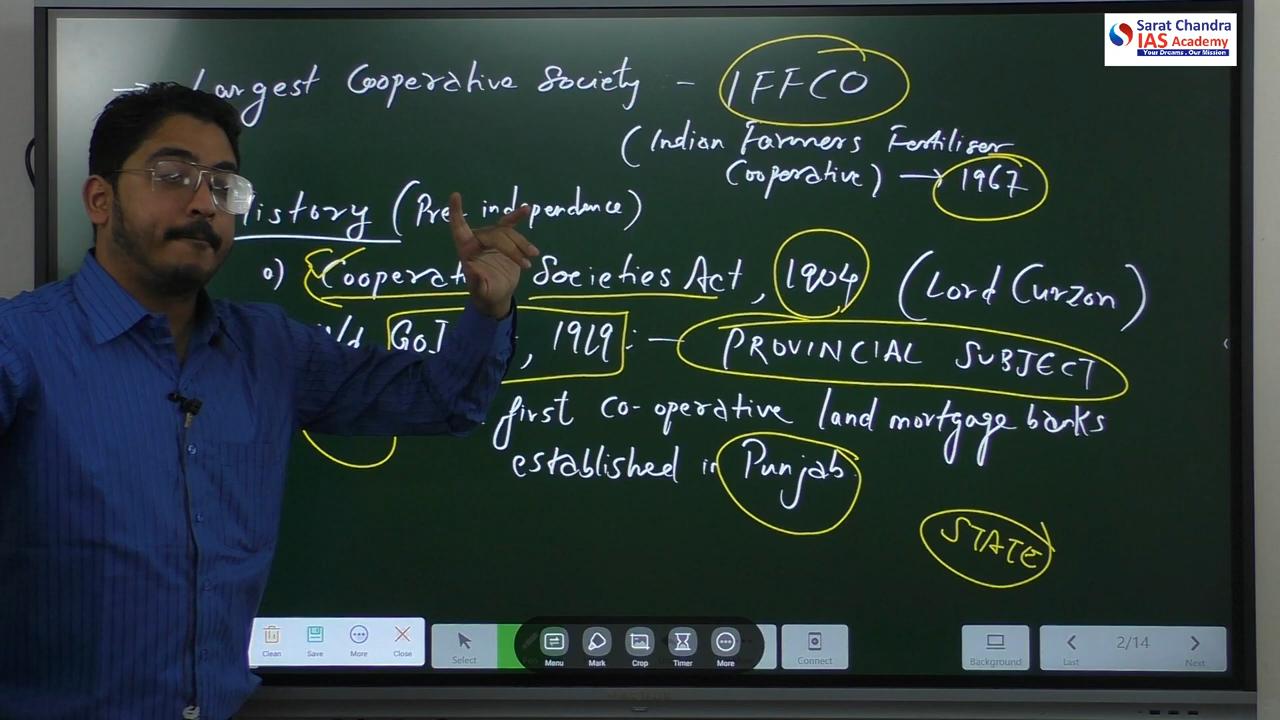 Sarat Chandra
IAS Academy
Your Dreams . Our Mission
Largest Cooperative Society - IFFCO
(Indian Farmers Fertiliser
Cooperative) → 1967
History (Pre-independence)
Societies Act, 1904 (Lord Curzon)
GoI , 1919 :- PROVINCIAL SUBJECT
first co-operative land mortgage banks
established in Punjab
STATE
Clean Save More Close Select Menu Mark Crop Timer More Connect Background Last 2/14 Next